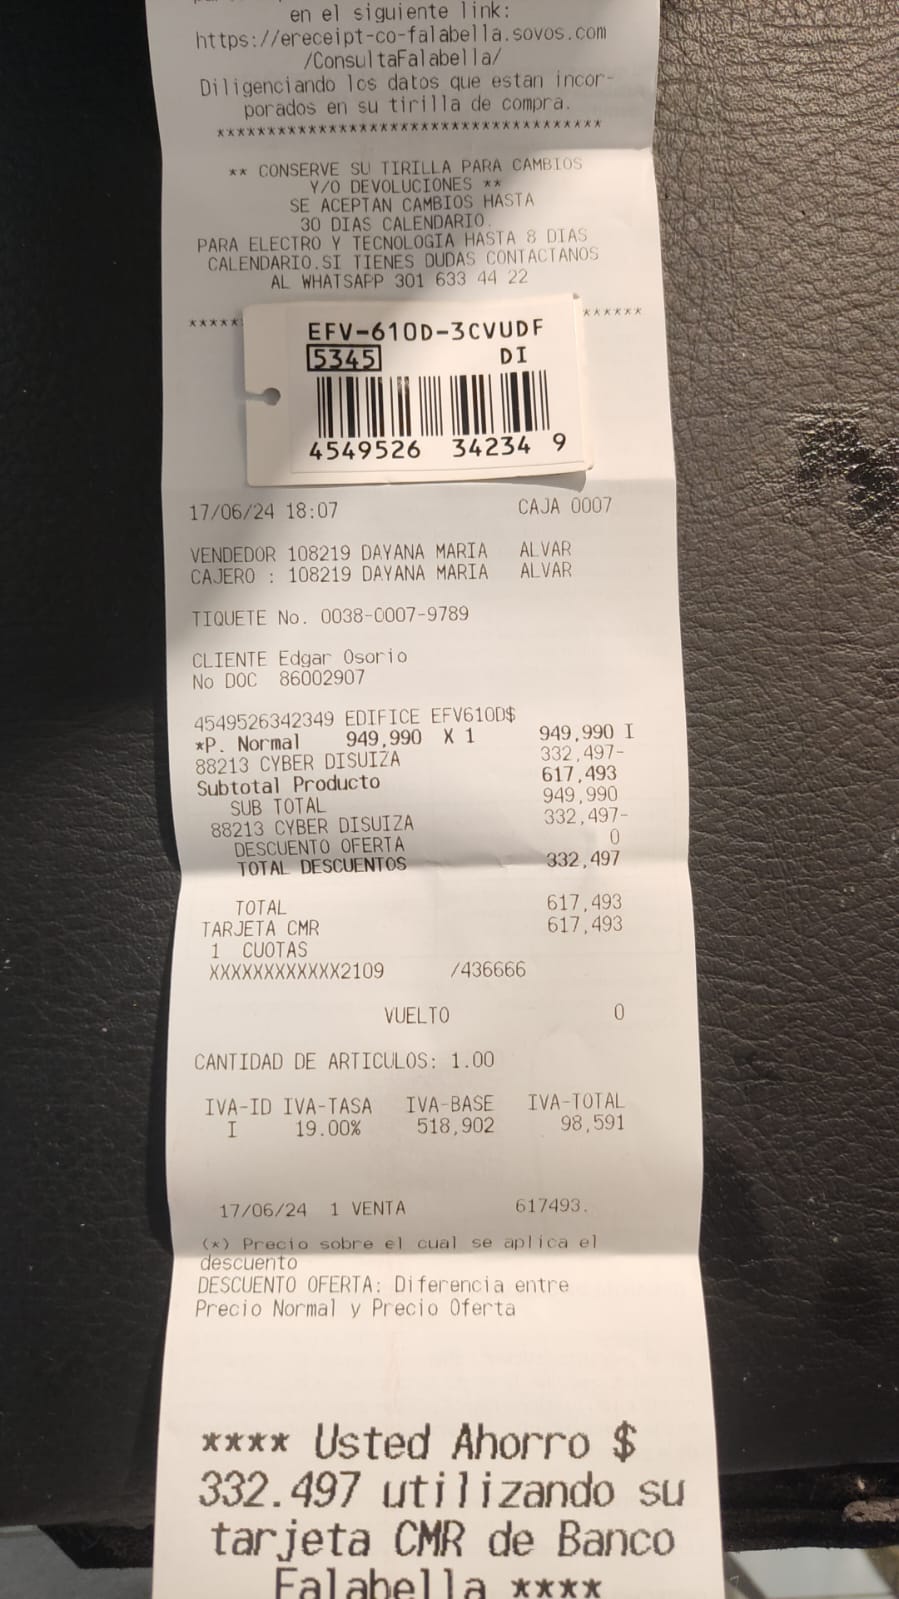 en el siguiente link:
https://ereceipt-co-falabella.sovos.com
/ConsultaFalabella/
Diligenciando los datos que estan incor-
porados en su tirilla de compra.
***************************************
** CONSERVE SU TIRILLA PARA CAMBIOS
Y/O DEVOLUCIONES **
SE ACEPTAN CAMBIOS HASTA
30 DIAS CALENDARIO.
PARA ELECTRO Y TECNOLOGIA HASTA 8 DIAS
CALENDARIO.SI TIENES DUDAS CONTACTANOS
AL WHATSAPP 301 633 44 22
***** ******
EFV-610D-3CVUDF
5345 DI
4549526 34234 9
17/06/24 18:07 CAJA 0007
VENDEDOR 108219 DAYANA MARIA ALVAR
CAJERO : 108219 DAYANA MARIA ALVAR
TIQUETE No. 0038-0007-9789
CLIENTE Edgar Osorio
No DOC 86002907
4549526342349 EDIFICE EFV610D$
*P. Normal 949,990 X 1 949,990 I
88213 CYBER DISUIZA 332,497-
Subtotal Producto 617,493
SUB TOTAL 949,990
88213 CYBER DISUIZA 332,497-
DESCUENTO OFERTA 0
TOTAL DESCUENTOS 332,497
TOTAL 617,493
TARJETA CMR 617,493
1 CUOTAS
XXXXXXXXXXXX2109 /436666
VUELTO 0
CANTIDAD DE ARTICULOS: 1.00
IVA-ID IVA-TASA IVA-BASE IVA-TOTAL
I 19.00% 518,902 98,591
17/06/24 1 VENTA 617493.
(*) Precio sobre el cual se aplica el
descuento
DESCUENTO OFERTA: Diferencia entre
Precio Normal y Precio Oferta
**** Usted Ahorro $
332.497 utilizando su
tarjeta CMR de Banco
Falabella ****